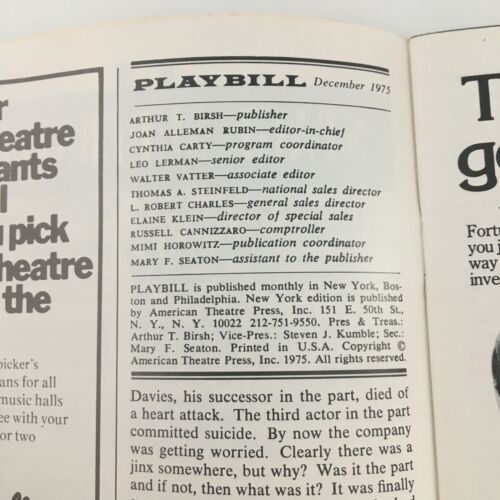 r
eatre
ants
l
u pick
heatre
the
picker's
ans for all
music halls
ee with your
or two
PLAYBILL December 1975
ARTHUR T. BIRSH—publisher
JOAN ALLEMAN RUBIN—editor-in-chief
CYNTHIA CARTY—program coordinator
LEO LERMAN—senior editor
WALTER VATTER—associate editor
THOMAS A. STEINFELD—national sales director
L. ROBERT CHARLES—general sales director
ELAINE KLEIN—director of special sales
RUSSELL CANNIZZARO—comptroller
MIMI HOROWITZ—publication coordinator
MARY F. SEATON—assistant to the publisher
PLAYBILL is published monthly in New York, Bos-
ton and Philadelphia. New York edition is published
by American Theatre Press, Inc. 151 E. 50th St.,
N. Y., N. Y. 10022 212-751-9550. Pres & Treas.:
Arthur T. Birsh; Vice-Pres.: Steven J. Kumble; Sec.:
Mary F. Seaton. Printed in U.S.A. Copyright ©
American Theatre Press, Inc. 1975. All rights reserved.
Davies, his successor in the part, died of
a heart attack. The third actor in the part
committed suicide. By now the company
was getting worried. Clearly there was a
jinx somewhere, but why? Was it the part
and if not, then what was it? It was finally
T
go
Fortu
you j
way
inve